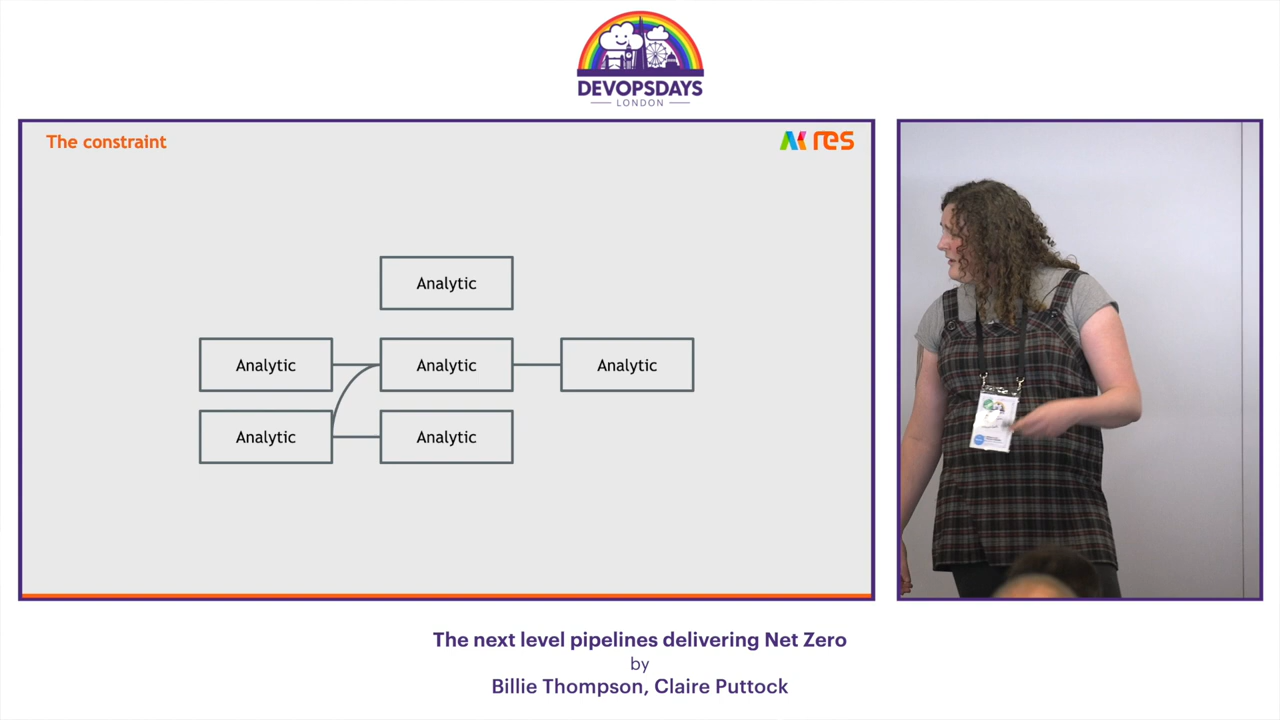 DEVOPSDAYS
LONDON
The constraint
res
Analytic
Analytic
Analytic
Analytic
Analytic
Analytic
The next level pipelines delivering Net Zero
by
Billie Thompson, Claire Puttock